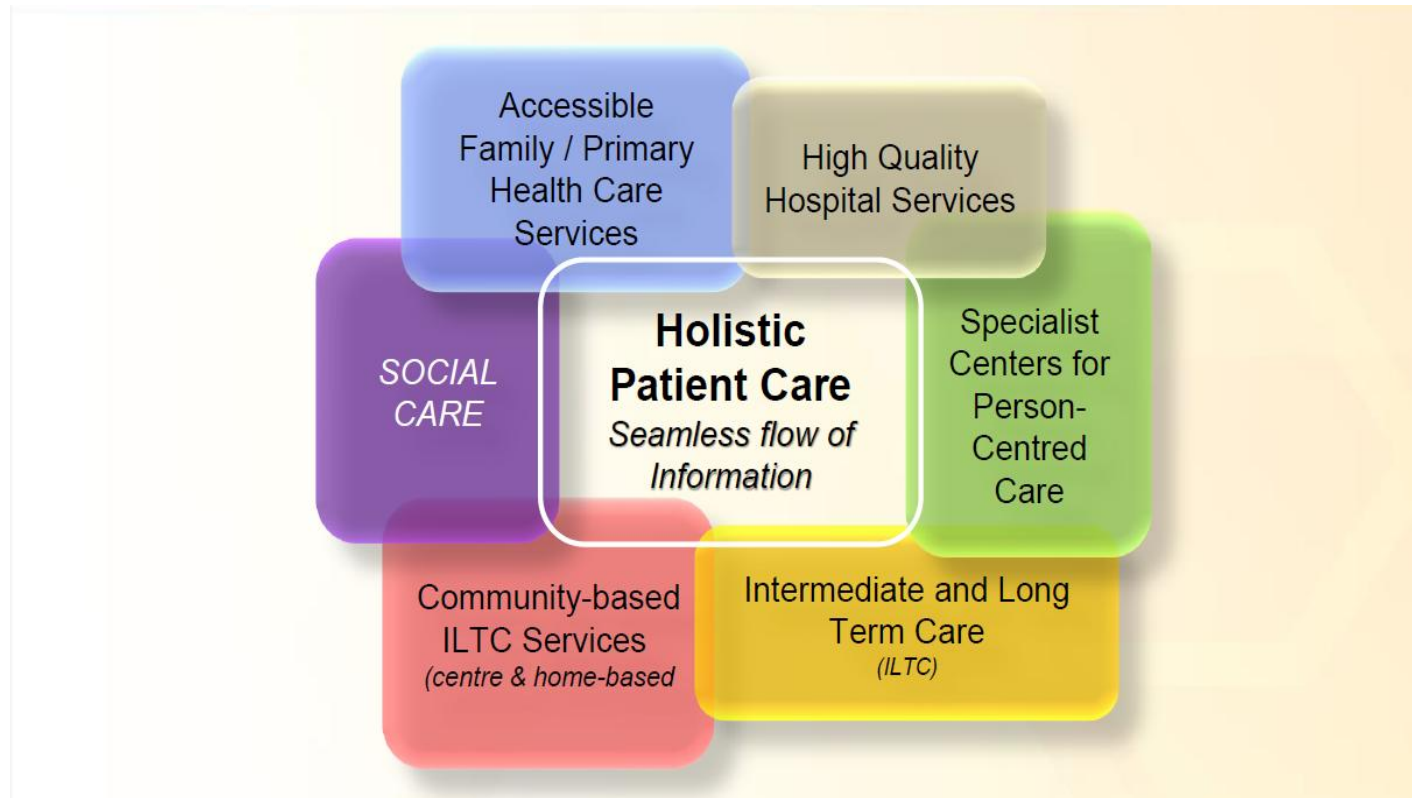 Accessible
Family / Primary
Health Care
Services
High Quality
Hospital Services
SOCIAL
CARE
Holistic
Patient Care
Seamless flow of
Information
Specialist
Centers for
Person-
Centred
Care
Community-based
ILTC Services
(centre & home-based
Intermediate and Long
Term Care
(ILTC)